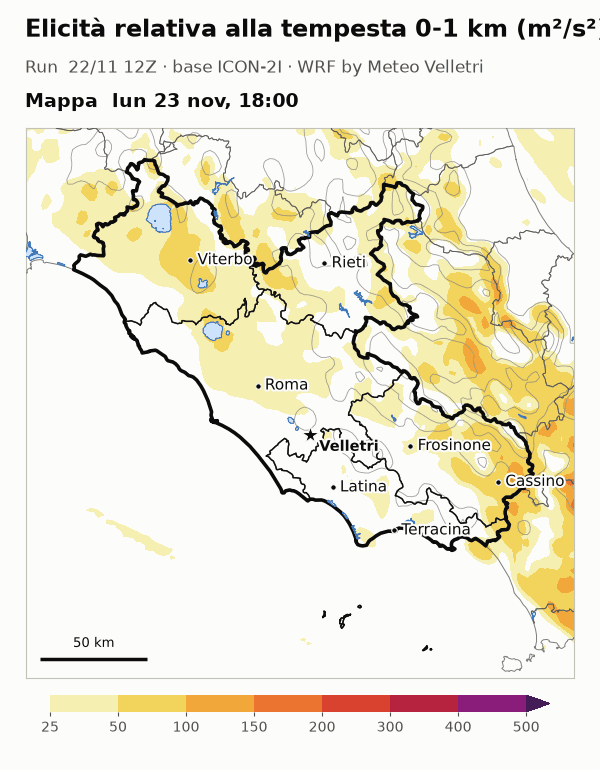 Elicità relativa alla tempesta 0-1 km (m²/s²)
Run 22/11 12Z · base ICON-2I · WRF by Meteo Velletri
Mappa lun 23 nov, 18:00
Viterbo
Rieti
Roma
Velletri
Frosinone
Cassino
Latina
Terracina
50 km
25 50 100 150 200 300 400 500